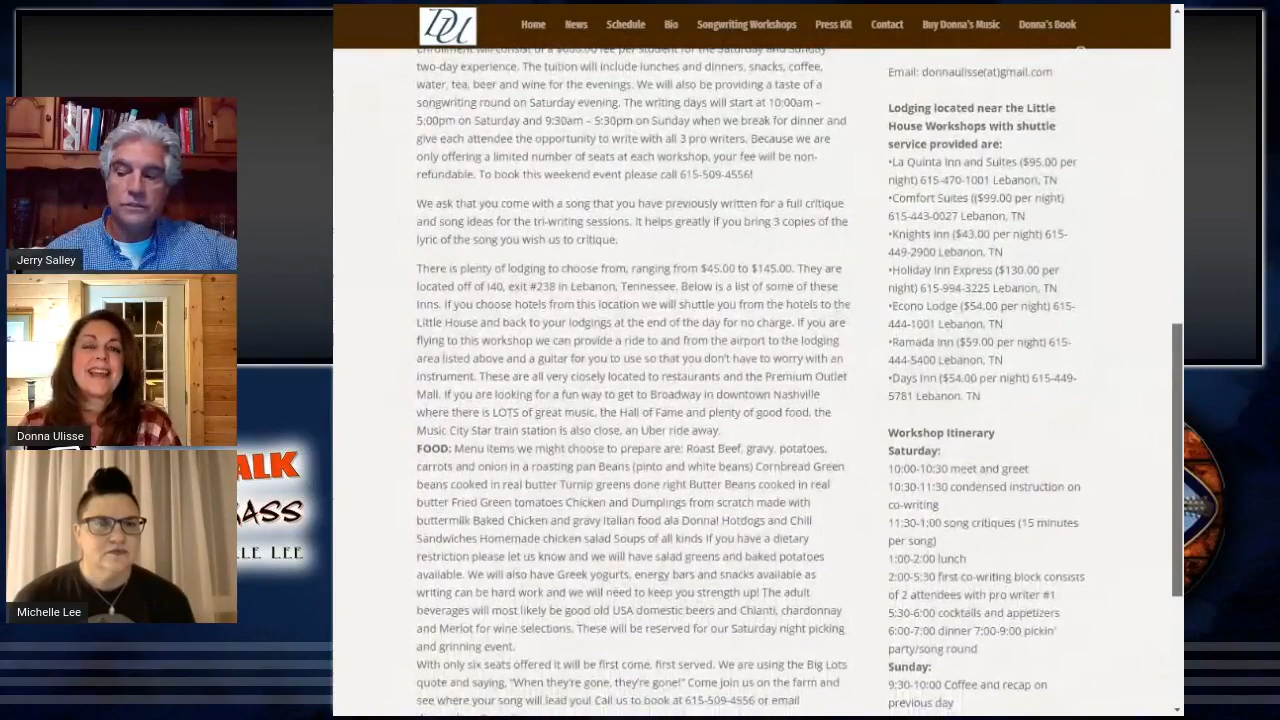 DU
Home News Schedule Bio Songwriting Workshops Press Kit Contact Buy Donna's Music Donna's Book
Enrollment will consist of a fee per student for the Saturday and Sunday
two-day experience. The tuition will include lunches and dinners, snacks, coffee,
water, tea, beer and wine for the evenings. We will also be providing a taste of a
songwriting round on Saturday evening. The writing days will start at 10:00am –
5:00pm on Saturday and 9:30am – 5:30pm on Sunday when we break for dinner and
give each attendee the opportunity to write with all 3 pro writers. Because we are
only offering a limited number of seats at each workshop, your fee will be non-
refundable. To book this weekend event please call 615-509-4556!
We ask that you come with a song that you have previously written for a full critique
and song ideas for the tri-writing sessions. It helps greatly if you bring 3 copies of the
lyric of the song you wish us to critique.
There is plenty of lodging to choose from, ranging from $45.00 to $145.00. They are
located off of I40, exit #238 in Lebanon, Tennessee. Below is a list of some of these
Inns. If you choose hotels from this location we will shuttle you from the hotels to the
Little House and back to your lodgings at the end of the day for no charge. If you are
flying to this workshop we can provide a ride to and from the airport to the lodging
area listed above and a guitar for you to use so that you don't have to worry with an
instrument. These are all very closely located to restaurants and the Premium Outlet
Mall. If you are looking for a fun way to get to Broadway in downtown Nashville
where there is LOTS of great music, the Hall of Fame and plenty of good food, the
Music City Star train station is also close, an Uber ride away.
FOOD: Menu items we might choose to prepare are: Roast Beef, gravy, potatoes,
carrots and onion in a roasting pan Beans (pinto and white beans) Cornbread Green
beans cooked in real butter Turnip greens done right Butter Beans cooked in real
butter Fried Green tomatoes Chicken and Dumplings from scratch made with
buttermilk Baked Chicken and gravy Italian food ala Donna! Hotdogs and Chili
Sandwiches Homemade chicken salad Soups of all kinds If you have a dietary
restriction please let us know and we will have salad greens and baked potatoes
available. We will also have Greek yogurts, energy bars and snacks available as
writing can be hard work and we will need to keep you strength up! The adult
beverages will most likely be good old USA domestic beers and Chianti, chardonnay
and Merlot for wine selections. These will be reserved for our Saturday night picking
and grinning event.
With only six seats offered it will be first come, first served. We are using the Big Lots
quote and saying, "When they're gone, they're gone!" Come join us on the farm and
see where your song will lead you! Call us to book at 615-509-4556 or email
Email: donnaulisse(at)gmail.com
Lodging located near the Little
House Workshops with shuttle
service provided are:
•La Quinta Inn and Suites ($95.00 per
night) 615-470-1001 Lebanon, TN
•Comfort Suites (($99.00 per night)
615-443-0027 Lebanon, TN
•Knights Inn ($43.00 per night) 615-
449-2900 Lebanon, TN
•Holiday Inn Express ($130.00 per
night) 615-994-3225 Lebanon, TN
•Econo Lodge ($54.00 per night) 615-
444-1001 Lebanon, TN
•Ramada Inn ($59.00 per night) 615-
444-5400 Lebanon, TN
•Days Inn ($54.00 per night) 615-449-
5781 Lebanon, TN
Workshop Itinerary
Saturday:
10:00-10:30 meet and greet
10:30-11:30 condensed instruction on
co-writing
11:30-1:00 song critiques (15 minutes
per song)
1:00-2:00 lunch
2:00-5:30 first co-writing block consists
of 2 attendees with pro writer #1
5:30-6:00 cocktails and appetizers
6:00-7:00 dinner 7:00-9:00 pickin'
party/song round
Sunday:
9:30-10:00 Coffee and recap on
previous day
Jerry Salley
Donna Ulisse
Michelle Lee
ALK
RASS
LE LEE